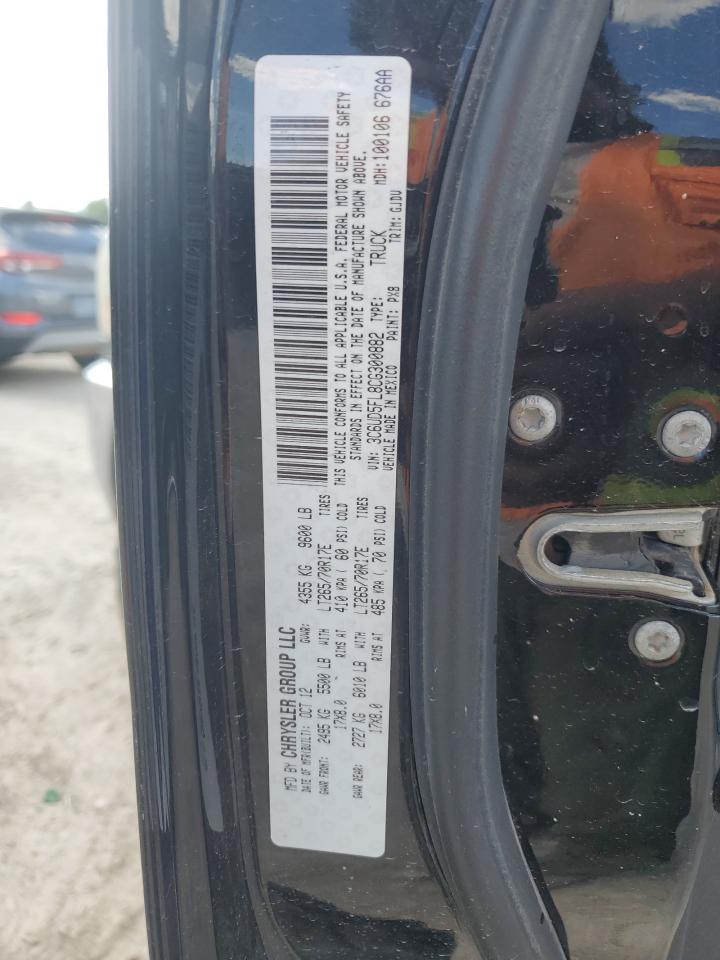 MFD BY CHRYSLER GROUP LLC
DATE OF MFR(BUILT): OCT 12 GVWR: 4355 KG 9600 LB
GAWR FRONT: 2495 KG 5500 LB WITH LT265/70R17E TIRES
17X8.0 RIMS AT 410 KPA ( 60 PSI) COLD
GAWR REAR: 2727 KG 6010 LB WITH LT265/70R17E TIRES
17X8.0 RIMS AT 485 KPA ( 70 PSI) COLD
THIS VEHICLE CONFORMS TO ALL APPLICABLE U.S.A. FEDERAL MOTOR VEHICLE SAFETY
STANDARDS IN EFFECT ON THE DATE OF MANUFACTURE SHOWN ABOVE.
VIN: 3C6UD5FL8CG300882 TYPE: TRUCK MDH:100106 676AA
VEHICLE MADE IN MEXICO PAINT: PXB TRIM: GJDV